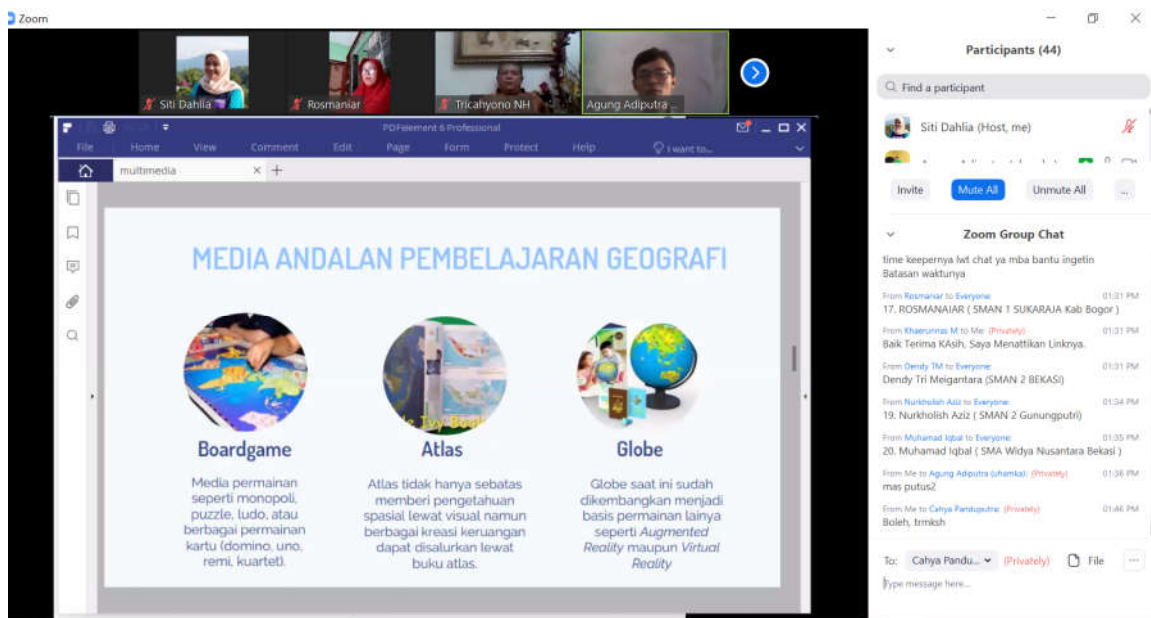 Zoom
Siti Dahlia
Rosmaniar
Tricahyono NH
Agung Adiputra ...
PDFelement 6 Professional
File Home View Comment Edit Page Form Protect Help I want to...
multimedia
MEDIA ANDALAN PEMBELAJARAN GEOGRAFI
Boardgame
Media permainan
seperti monopoli,
puzzle, ludo, atau
berbagai permainan
kartu (domino, uno,
remi, kuartet).
Atlas
Atlas tidak hanya sebatas
memberi pengetahuan
spasial lewat visual namun
berbagai kreasi keruangan
dapat disalurkan lewat
buku atlas.
Globe
Globe saat ini sudah
dikembangkan menjadi
basis permainan lainya
seperti Augmented
Reality maupun Virtual
Reality
Participants (44)
Find a participant
Siti Dahlia (Host, me)
Invite
Mute All
Unmute All
...
Zoom Group Chat
time keepernya lwt chat ya mba bantu ingetin
Batasan waktunya
From Rosmaniar to Everyone: 01:31 PM
17. ROSMANAIAR ( SMAN 1 SUKARAJA Kab Bogor )
From Khaerunnas M to Me: (Privately) 01:31 PM
Baik Terima KAsih, Saya Menattikan Linknya.
From Dendy TM to Everyone: 01:31 PM
Dendy Tri Meigantara (SMAN 2 BEKASI)
From Nurkholish Aziz to Everyone: 01:34 PM
19. Nurkholish Aziz ( SMAN 2 Gunungputri)
From Muhamad Iqbal to Everyone: 01:35 PM
20. Muhamad Iqbal ( SMA Widya Nusantara Bekasi )
From Me to Agung Adiputra (uhamka): (Privately) 01:36 PM
mas putus2
From Me to Cahya Panduputra: (Privately) 01:46 PM
Boleh, trmksh
To: Cahya Pandu... (Privately) File ...
Type message here...